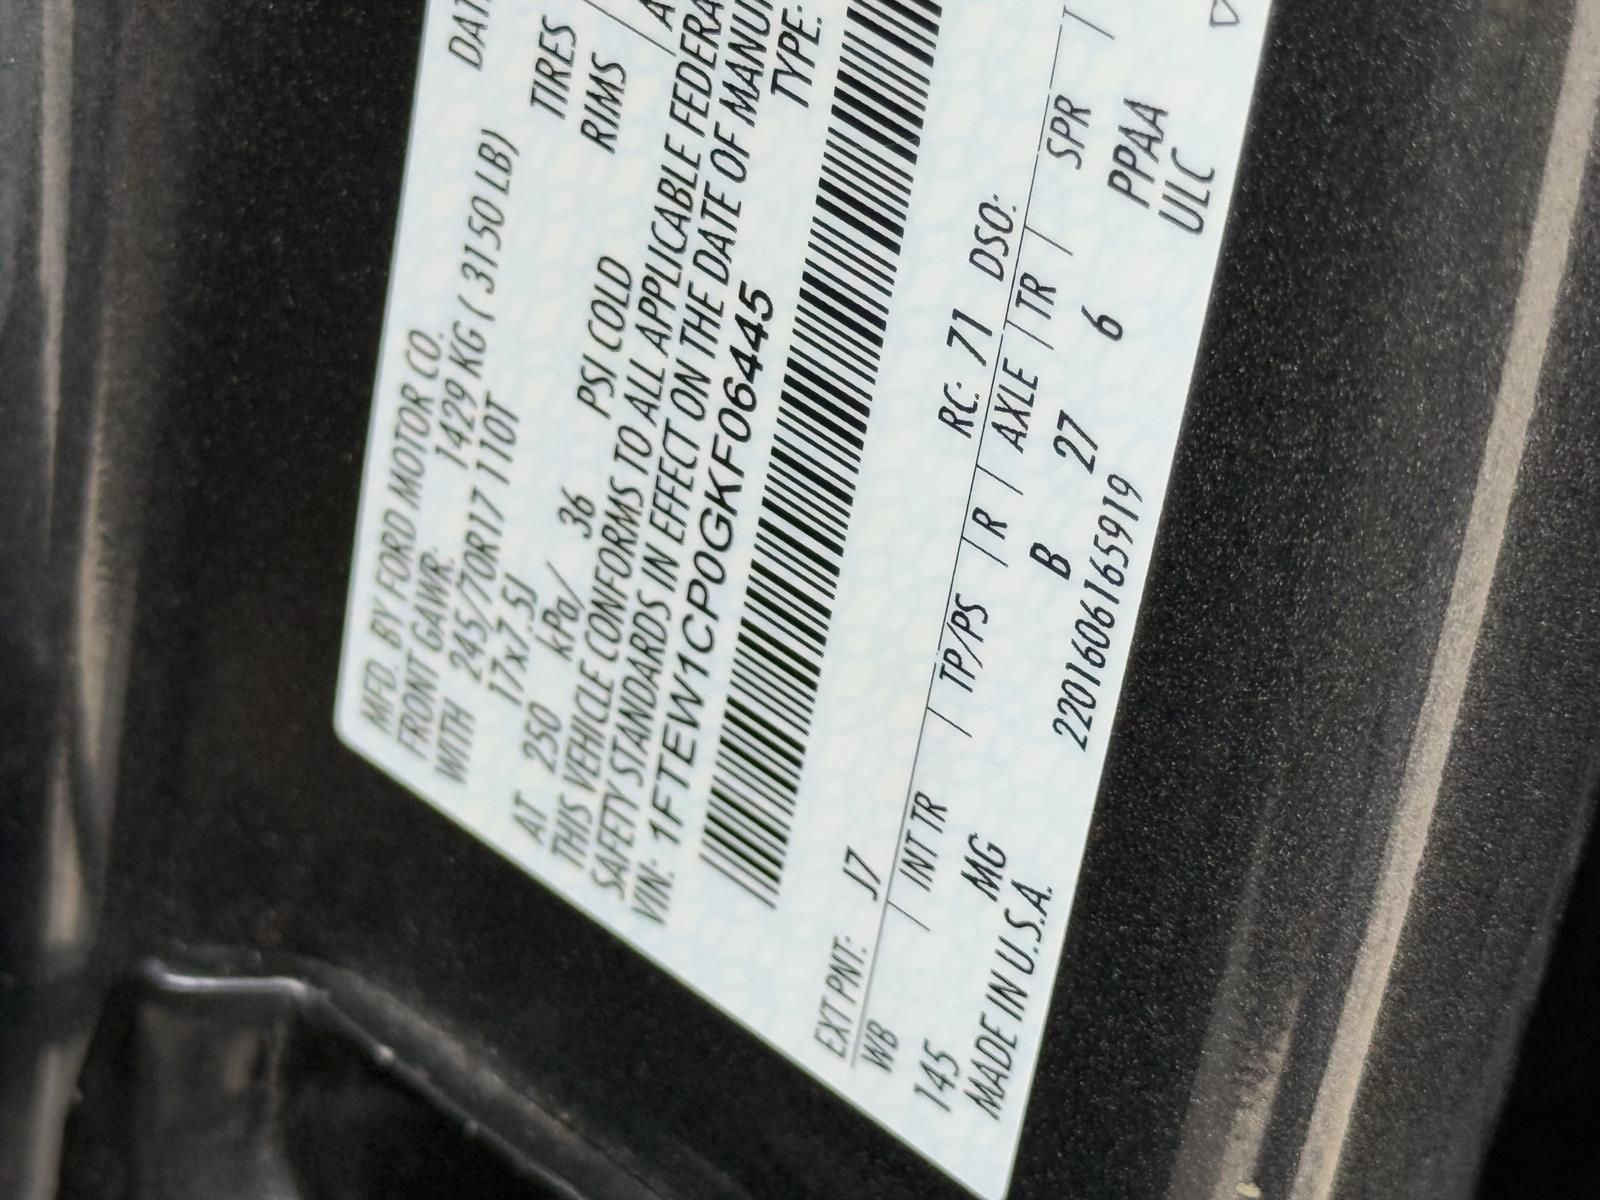 MFD. BY FORD MOTOR CO.
FRONT GAWR: 1429 KG ( 3150 LB)
WITH 245/70R17 110T TIRES
17x7.5J RIMS
AT 250 kPa/ 36 PSI COLD
THIS VEHICLE CONFORMS TO ALL APPLICABLE FEDERA
SAFETY STANDARDS IN EFFECT ON THE DATE OF MANU
VIN: 1FTEW1CP0GKF06445 TYPE:
EXT PNT: J7 RC: 71 DSO:
WB / INT TR / TP/PS / R / AXLE / TR / SPR /
145 MG B 27 6 PPAA
MADE IN U.S.A. 220160616165919 ULC